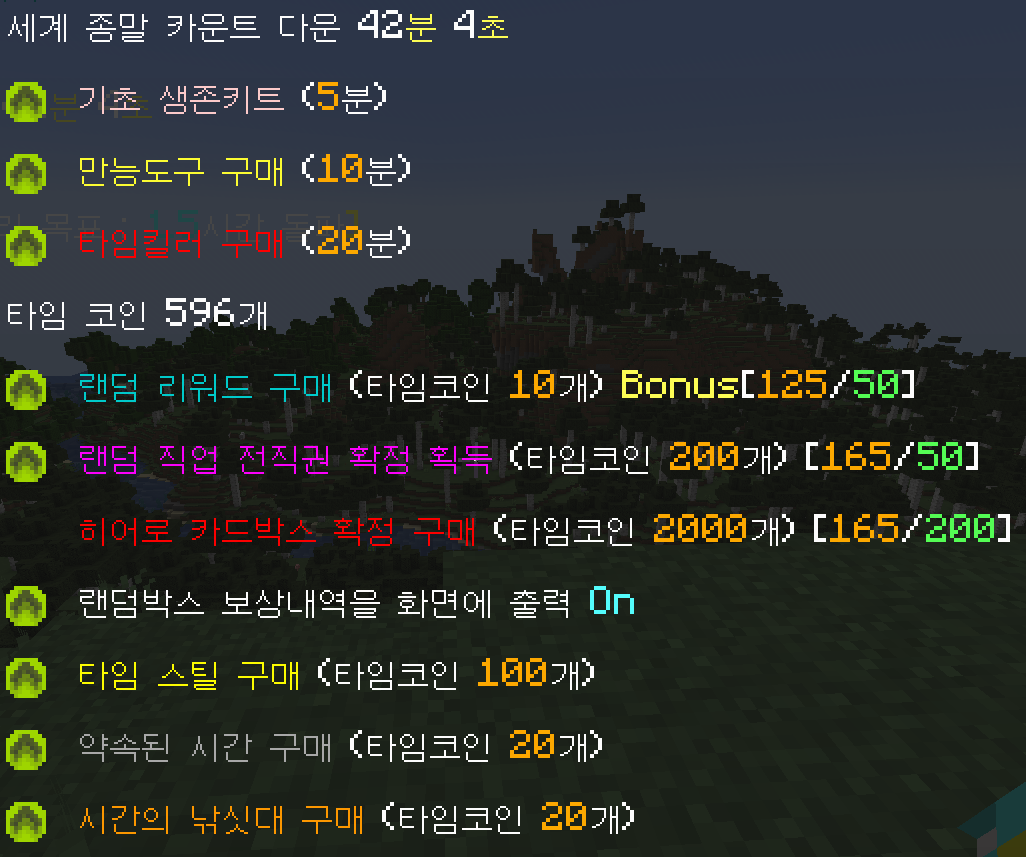 세계 종말 카운트 다운 42분 4초
기초 생존키트 (5분)
만능도구 구매 (10분)
타임킬러 구매 (20분)
타임 코인 596개
랜덤 리워드 구매 (타임코인 10개) Bonus[125/50]
랜덤 직업 전직권 확정 획득 (타임코인 200개) [165/50]
히어로 카드박스 확정 구매 (타임코인 2000개) [165/200]
랜덤박스 보상내역을 화면에 출력 On
타임 스틸 구매 (타임코인 100개)
약속된 시간 구매 (타임코인 20개)
시간의 낚싯대 구매 (타임코인 20개)